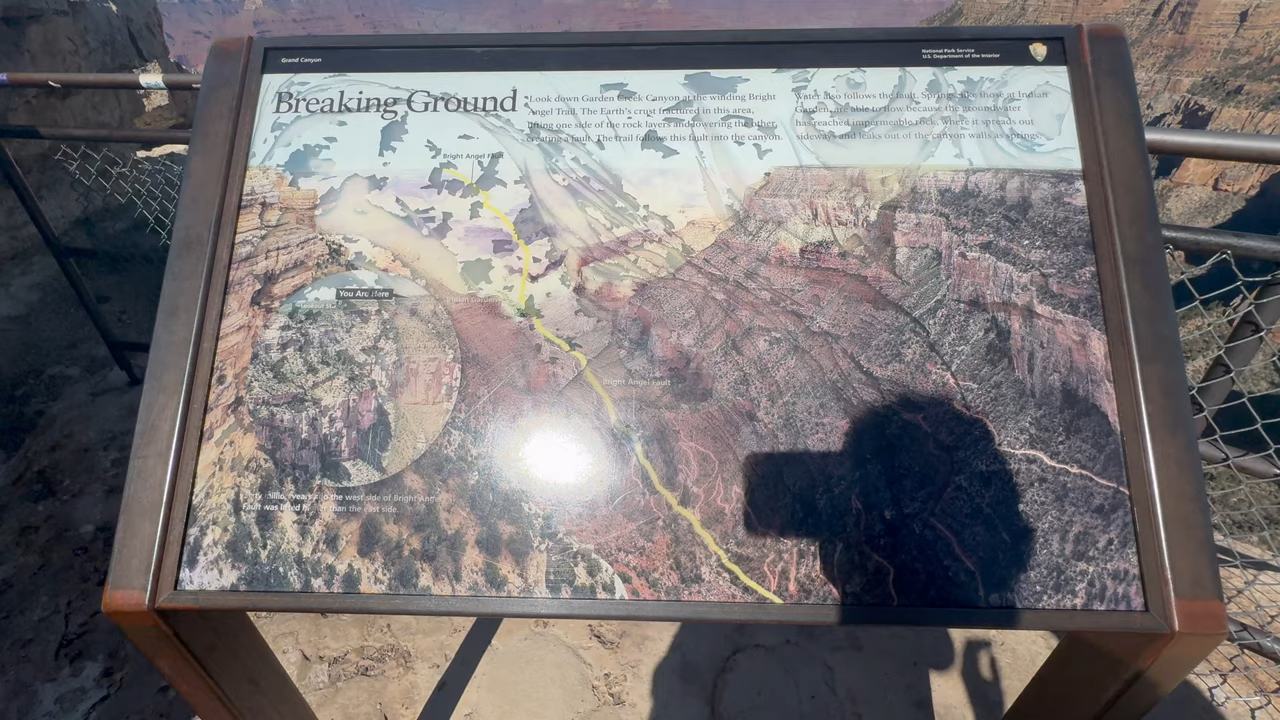 Grand Canyon
National Park Service
U.S. Department of the Interior
Breaking Ground
Look down Garden Creek Canyon at the winding Bright
Angel Trail. The Earth's crust fractured in this area,
lifting one side of the rock layers and lowering the other,
creating a fault. The trail follows this fault into the canyon.
Water also follows the fault. Springs, like those at Indian
Garden, are able to flow because the groundwater
has reached impermeable rock, where it spreads out
sideways and leaks out of the canyon walls as springs.
Bright Angel Fault
You Are Here
Indian Garden
Bright Angel Fault
years the west side of Bright Angel
Fault was lifted than the east side.